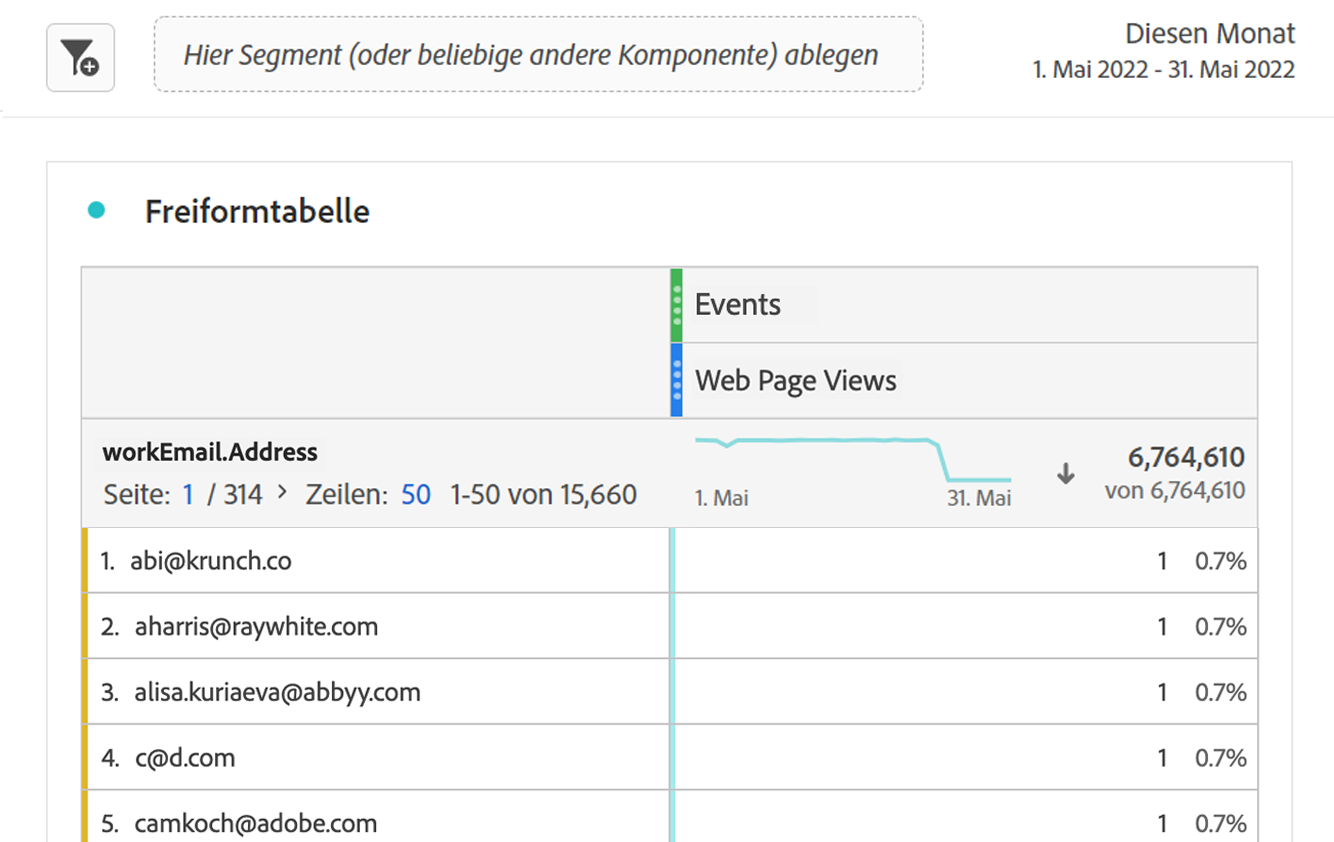 Hier Segment (oder beliebige andere Komponente) ablegen
Diesen Monat
1. Mai 2022 - 31. Mai 2022
Freiformtabelle
Events
Web Page Views
workEmail.Address
Seite: 1 / 314 > Zeilen: 50 1-50 von 15,660
1. Mai
31. Mai
6,764,610
von 6,764,610
1. abi@krunch.co 1 0.7%
2. aharris@raywhite.com 1 0.7%
3. alisa.kuriaeva@abbyy.com 1 0.7%
4. c@d.com 1 0.7%
5. camkoch@adobe.com 1 0.7%